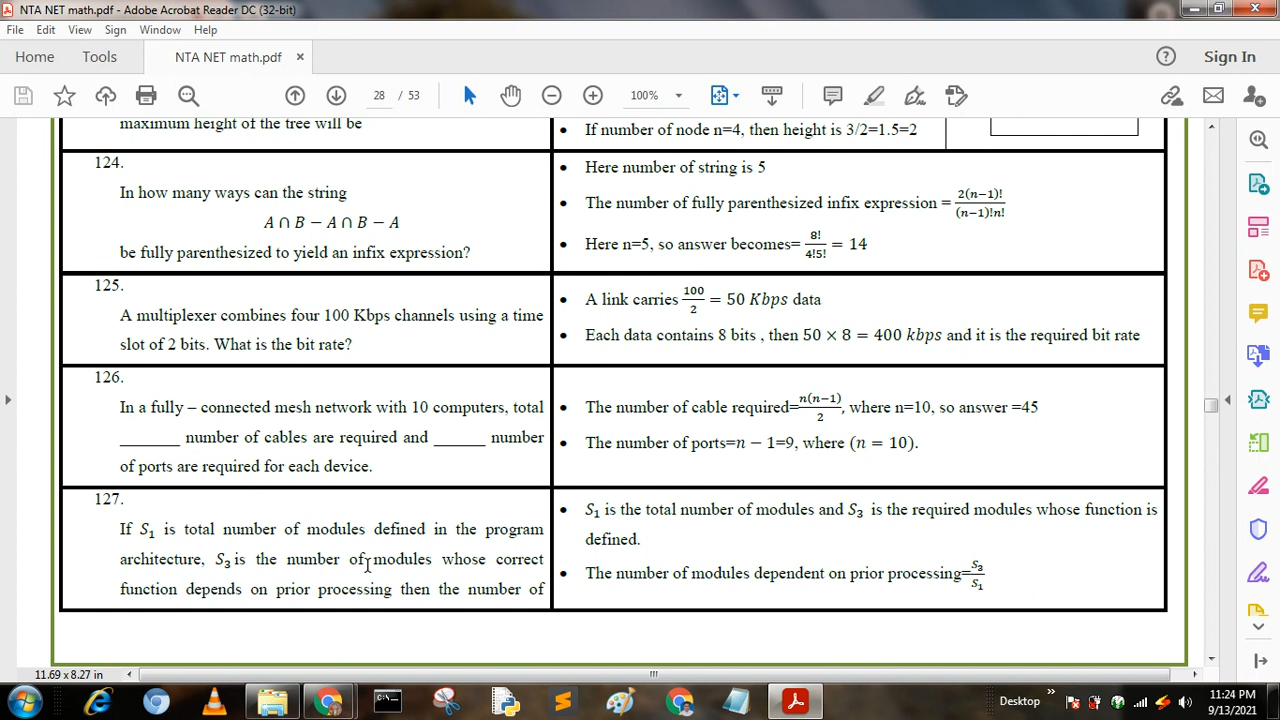 NTA NET math.pdf - Adobe Acrobat Reader DC (32-bit)
File Edit View Sign Window Help
Home Tools NTA NET math.pdf × Sign In
28 / 53 100%
maximum height of the tree will be
If number of node n=4, then height is 3/2=1.5=2
124.
In how many ways can the string
A ∩ B − A ∩ B − A
be fully parenthesized to yield an infix expression?
• Here number of string is 5
• The number of fully parenthesized infix expression = 2(n−1)!/(n−1)!n!
• Here n=5, so answer becomes= 8!/4!5! = 14
125.
A multiplexer combines four 100 Kbps channels using a time
slot of 2 bits. What is the bit rate?
• A link carries 100/2 = 50 Kbps data
• Each data contains 8 bits , then 50 × 8 = 400 kbps and it is the required bit rate
126.
In a fully – connected mesh network with 10 computers, total
_______ number of cables are required and ______ number
of ports are required for each device.
• The number of cable required=n(n−1)/2, where n=10, so answer =45
• The number of ports=n − 1=9, where (n = 10).
127.
If S₁ is total number of modules defined in the program
architecture, S₃ is the number of modules whose correct
function depends on prior processing then the number of
• S₁ is the total number of modules and S₃ is the required modules whose function is
defined.
• The number of modules dependent on prior processing=S₃/S₁
11.69 x 8.27 in
Desktop » 11:24 PM
9/13/2021